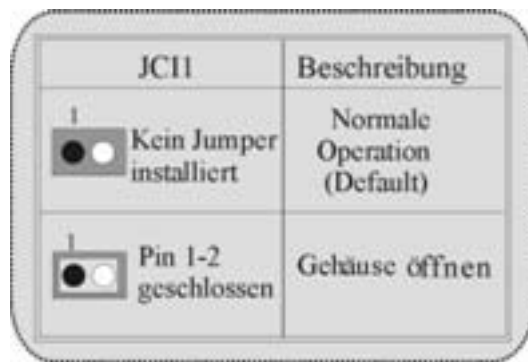 JCI1
Beschreibung
1
Kein Jumper
installiert
Normale
Operation
(Default)
1
Pin 1-2
geschlossen
Gehäuse öffnen